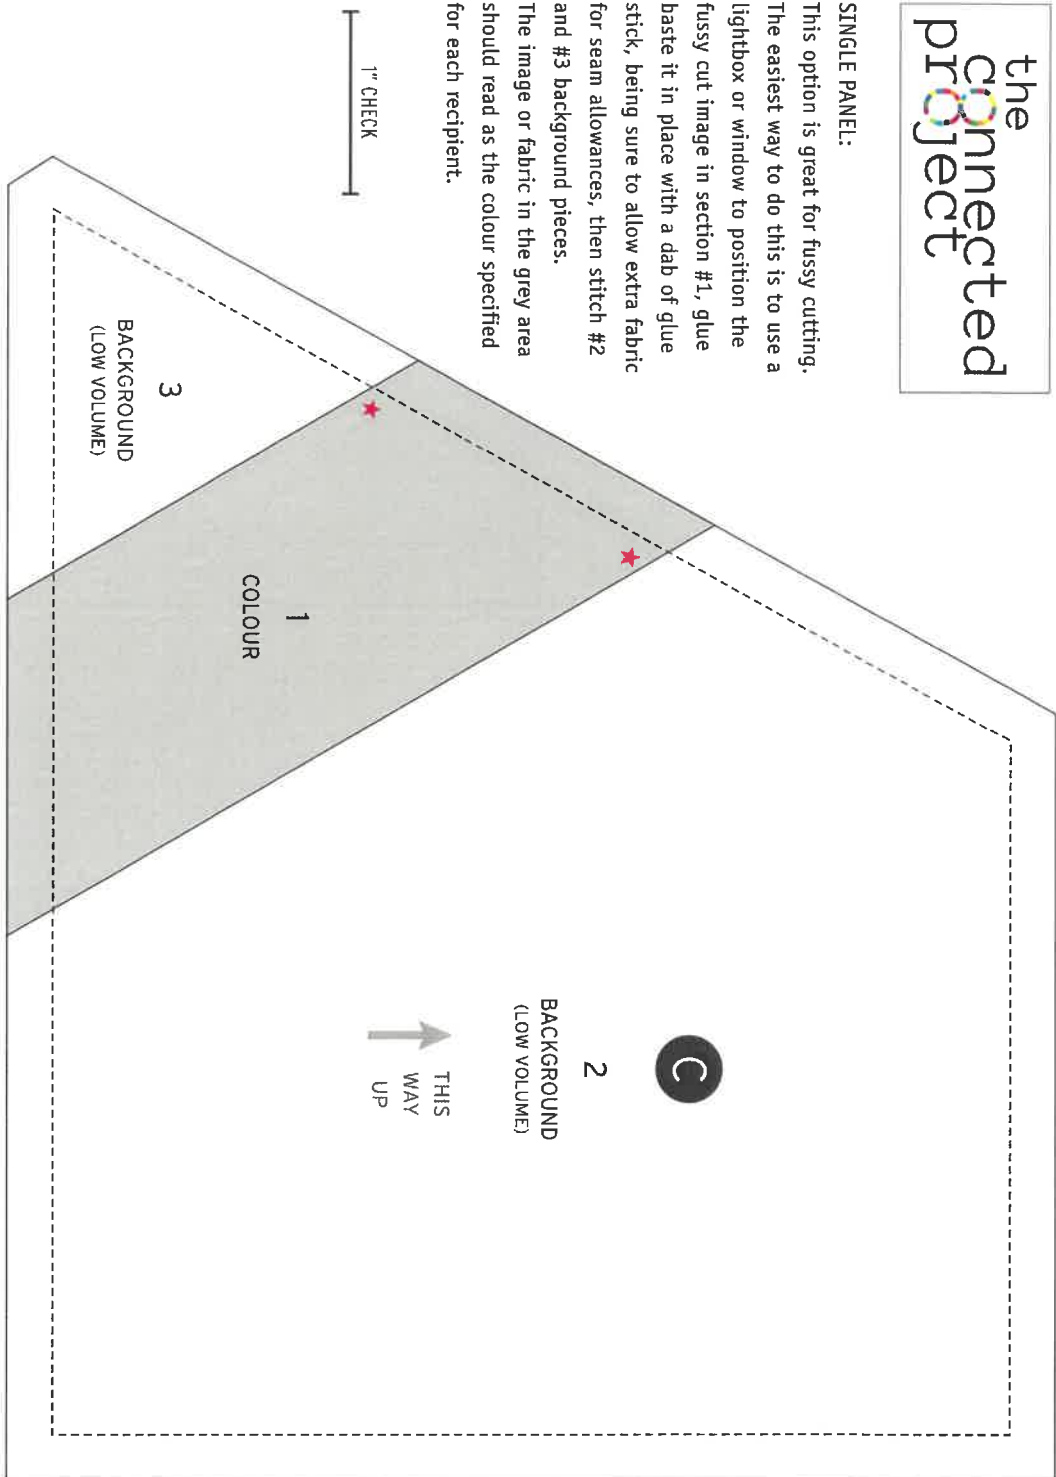 the
c8nnected
pr8ject
SINGLE PANEL:
This option is great for fussy cutting.
The easiest way to do this is to use a
lightbox or window to position the
fussy cut image in section #1, glue
baste it in place with a dab of glue
stick, being sure to allow extra fabric
for seam allowances, then stitch #2
and #3 background pieces.
The image or fabric in the grey area
should read as the colour specified
for each recipient.
1" CHECK
3
BACKGROUND
(LOW VOLUME)
1
COLOUR
C
2
BACKGROUND
(LOW VOLUME)
THIS
WAY
UP